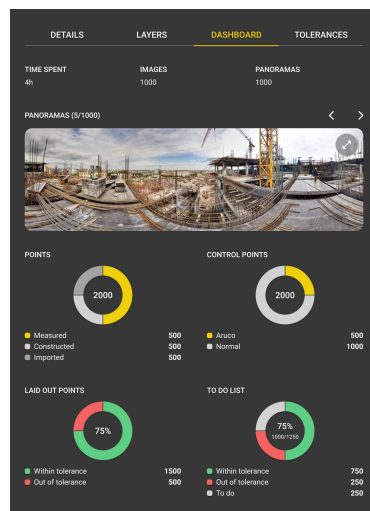 DETAILS LAYERS DASHBOARD TOLERANCES
TIME SPENT IMAGES PANORAMAS
4h 1000 1000
PANORAMAS (5/1000)
POINTS CONTROL POINTS
2000 2000
Measured 500 Aruco 500
Constructed 500 Normal 1000
Imported 500
LAID OUT POINTS TO DO LIST
75% 75%
1000/1250
Within tolerance 1500 Within tolerance 750
Out of tolerance 500 Out of tolerance 250
To do 250